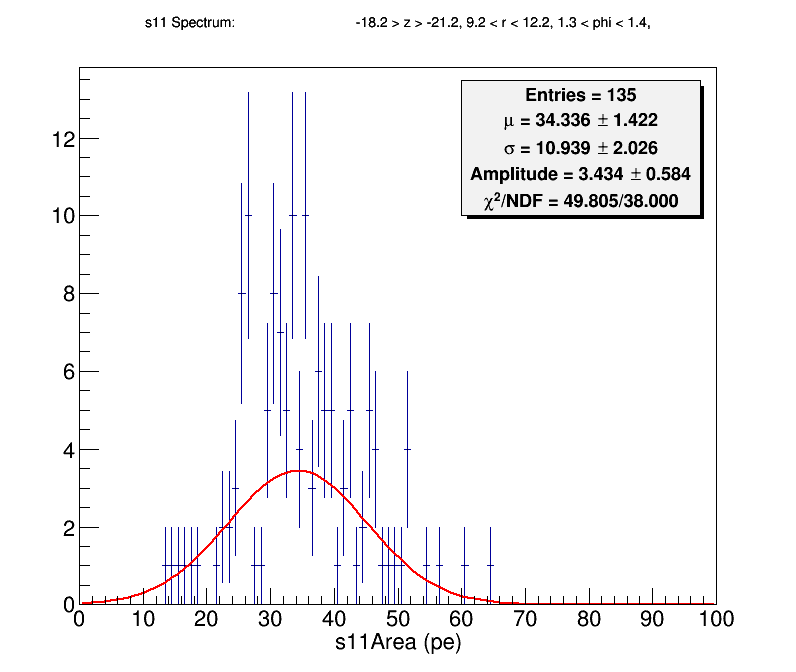 s11 Spectrum: -18.2 > z > -21.2, 9.2 < r < 12.2, 1.3 < phi < 1.4,
Entries = 135
μ = 34.336 ± 1.422
σ = 10.939 ± 2.026
Amplitude = 3.434 ± 0.584
χ²/NDF = 49.805/38.000
12
10
8
6
4
2
0
0 10 20 30 40 50 60 70 80 90 100
s11Area (pe)